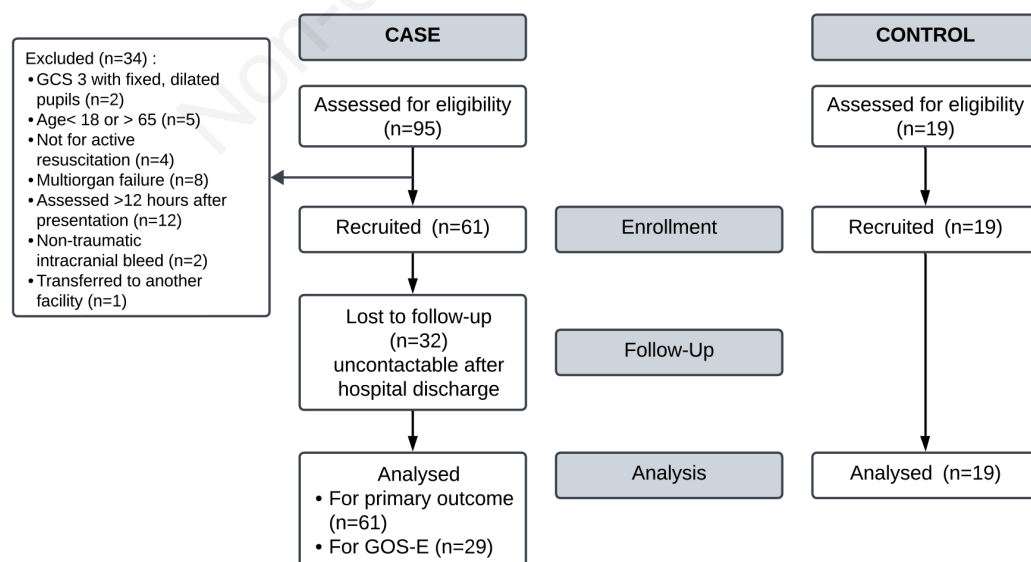 CASE
CONTROL
Excluded (n=34) :
•GCS 3 with fixed, dilated
pupils (n=2)
•Age< 18 or > 65 (n=5)
•Not for active
resuscitation (n=4)
•Multiorgan failure (n=8)
•Assessed >12 hours after
presentation (n=12)
•Non-traumatic
intracranial bleed (n=2)
•Transferred to another
facility (n=1)
Assessed for eligibility
(n=95)
Assessed for eligibility
(n=19)
Recruited (n=61)
Enrollment
Recruited (n=19)
Lost to follow-up
(n=32)
uncontactable after
hospital discharge
Follow-Up
Analysed
• For primary outcome
(n=61)
• For GOS-E (n=29)
Analysis
Analysed (n=19)